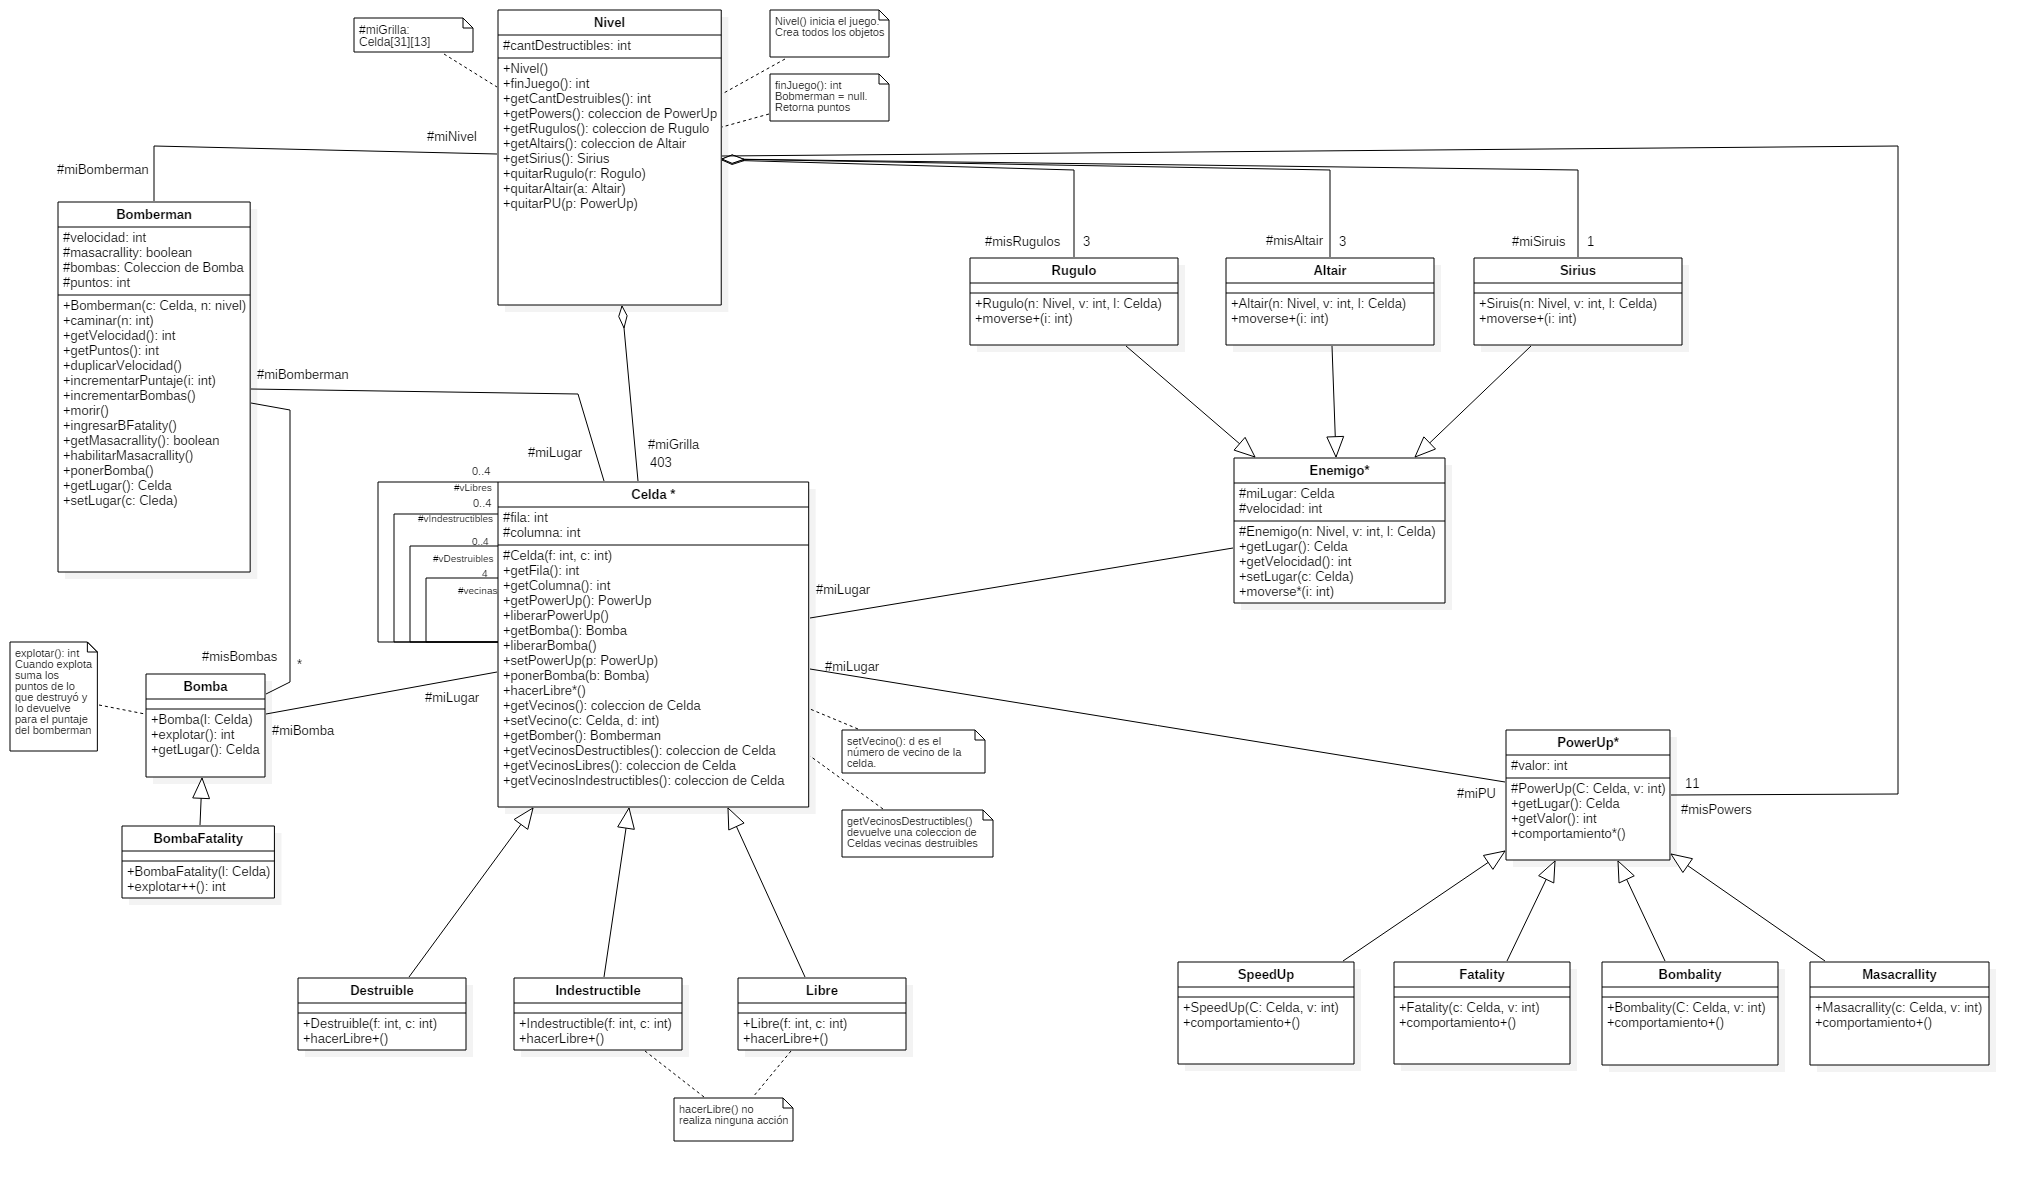 #miGrilla:
Celda[31][13]
Nivel
#cantDestructibles: int
+Nivel()
+finJuego(): int
+getCantDestruibles(): int
+getPowers(): coleccion de PowerUp
+getRugulos(): coleccion de Rugulo
+getAltairs(): coleccion de Altair
+getSirius(): Sirius
+quitarRugulo(r: Rogulo)
+quitarAltair(a: Altair)
+quitarPU(p: PowerUp)
Nivel() inicia el juego.
Crea todos los objetos
finJuego(): int
Bobmerman = null.
Retorna puntos
#miNivel
#miBomberman
Bomberman
#velocidad: int
#masacrallity: boolean
#bombas: Coleccion de Bomba
#puntos: int
+Bomberman(c: Celda, n: nivel)
+caminar(n: int)
+getVelocidad(): int
+getPuntos(): int
+duplicarVelocidad()
+incrementarPuntaje(i: int)
+incrementarBombas()
+morir()
+ingresarBFatality()
+getMasacrallity(): boolean
+habilitarMasacrallity()
+ponerBomba()
+getLugar(): Celda
+setLugar(c: Cleda)
#misRugulos
3
#misAltair
3
#miSiruis
1
Rugulo
+Rugulo(n: Nivel, v: int, l: Celda)
+moverse+(i: int)
Altair
+Altair(n: Nivel, v: int, l: Celda)
+moverse+(i: int)
Sirius
+Siruis(n: Nivel, v: int, l: Celda)
+moverse+(i: int)
#miBomberman
#miLugar
#miGrilla
403
0..4
#vLibres
0..4
#vIndestructibles
0..4
#vDestruibles
4
#vecinas
Celda *
#fila: int
#columna: int
#Celda(f: int, c: int)
+getFila(): int
+getColumna(): int
+getPowerUp(): PowerUp
+liberarPowerUp()
+getBomba(): Bomba
+liberarBomba()
+setPowerUp(p: PowerUp)
+ponerBomba(b: Bomba)
+hacerLibre*()
+getVecinos(): coleccion de Celda
+setVecino(c: Celda, d: int)
+getBomber(): Bomberman
+getVecinosDestructibles(): coleccion de Celda
+getVecinosLibres(): coleccion de Celda
+getVecinosIndestructibles(): coleccion de Celda
Enemigo*
#miLugar: Celda
#velocidad: int
#Enemigo(n: Nivel, v: int, l: Celda)
+getLugar(): Celda
+getVelocidad(): int
+setLugar(c: Celda)
+moverse*(i: int)
#miLugar
#miLugar
explotar(): int
Cuando explota
suma los
puntos de lo
que destruyó y
lo devuelve
para el puntaje
del bomberman
#misBombas
*
Bomba
+Bomba(l: Celda)
+explotar(): int
+getLugar(): Celda
#miLugar
#miBomba
BombaFatality
+BombaFatality(l: Celda)
+explotar++(): int
setVecino(): d es el
número de vecino de la
celda.
getVecinosDestructibles()
devuelve una coleccion de
Celdas vecinas destruibles
#miPU
PowerUp*
#valor: int
#PowerUp(C: Celda, v: int)
+getLugar(): Celda
+getValor(): int
+comportamiento*()
11
#misPowers
Destruible
+Destruible(f: int, c: int)
+hacerLibre+()
Indestructible
+Indestructible(f: int, c: int)
+hacerLibre+()
Libre
+Libre(f: int, c: int)
+hacerLibre+()
SpeedUp
+SpeedUp(C: Celda, v: int)
+comportamiento+()
Fatality
+Fatality(c: Celda, v: int)
+comportamiento+()
Bombality
+Bombality(C: Celda, v: int)
+comportamiento+()
Masacrallity
+Masacrallity(c: Celda, v: int)
+comportamiento+()
hacerLibre() no
realiza ninguna acción